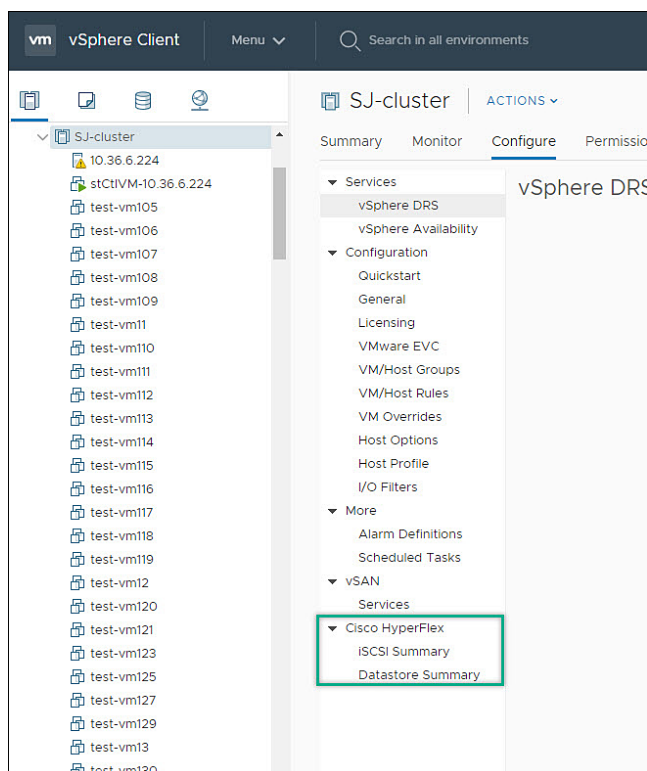 vm vSphere Client Menu Search in all environments
SJ-cluster
10.36.6.224
stCtlVM-10.36.6.224
test-vm105
test-vm106
test-vm107
test-vm108
test-vm109
test-vm11
test-vm110
test-vm111
test-vm112
test-vm113
test-vm114
test-vm115
test-vm116
test-vm117
test-vm118
test-vm119
test-vm12
test-vm120
test-vm121
test-vm123
test-vm125
test-vm127
test-vm129
test-vm13
test-vm130
SJ-cluster ACTIONS
Summary Monitor Configure Permissio
Services
vSphere DRS
vSphere Availability
Configuration
Quickstart
General
Licensing
VMware EVC
VM/Host Groups
VM/Host Rules
VM Overrides
Host Options
Host Profile
I/O Filters
More
Alarm Definitions
Scheduled Tasks
vSAN
Services
Cisco HyperFlex
iSCSI Summary
Datastore Summary
vSphere DRS